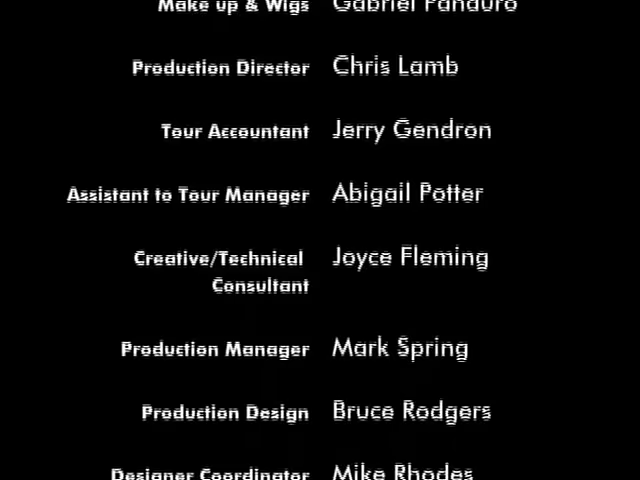 Make up & Wigs Gabriel Panduro
Production Director Chris Lamb
Tour Accountant Jerry Gendron
Assistant to Tour Manager Abigail Potter
Creative/Technical Joyce Fleming
Consultant
Production Manager Mark Spring
Production Design Bruce Rodgers
Designer Coordinator Mike Rhodes